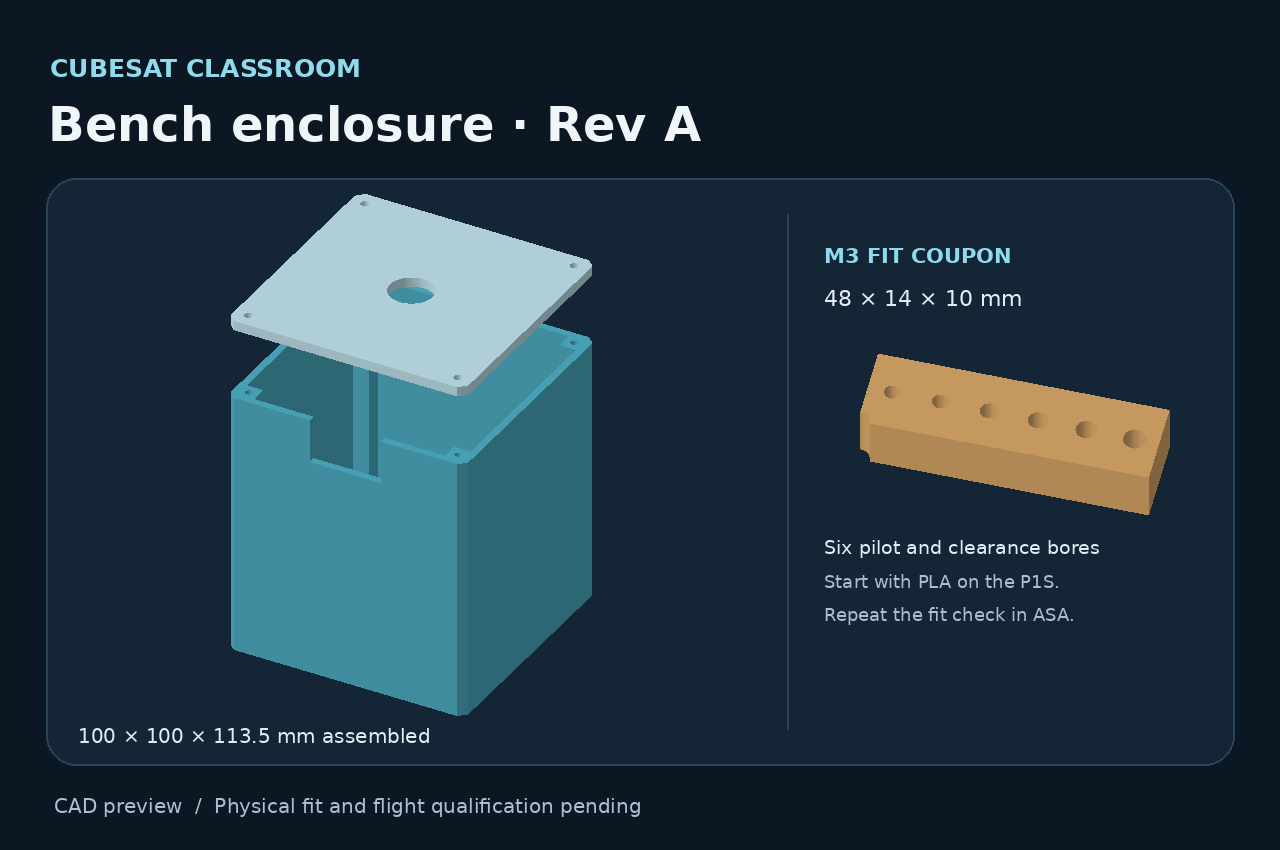 CUBESAT CLASSROOM
Bench enclosure · Rev A
100 × 100 × 113.5 mm assembled
M3 FIT COUPON
48 × 14 × 10 mm
Six pilot and clearance bores
Start with PLA on the P1S.
Repeat the fit check in ASA.
CAD preview / Physical fit and flight qualification pending